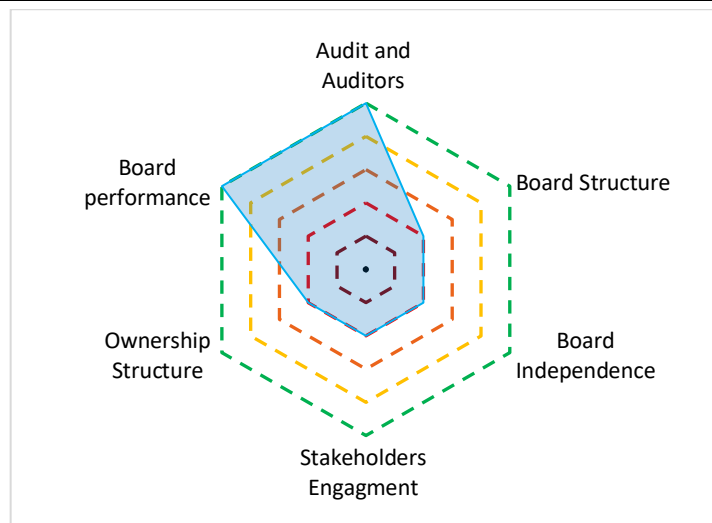 Audit and
Auditors
Board
performance
Board Structure
Ownership
Structure
Board
Independence
Stakeholders
Engagment